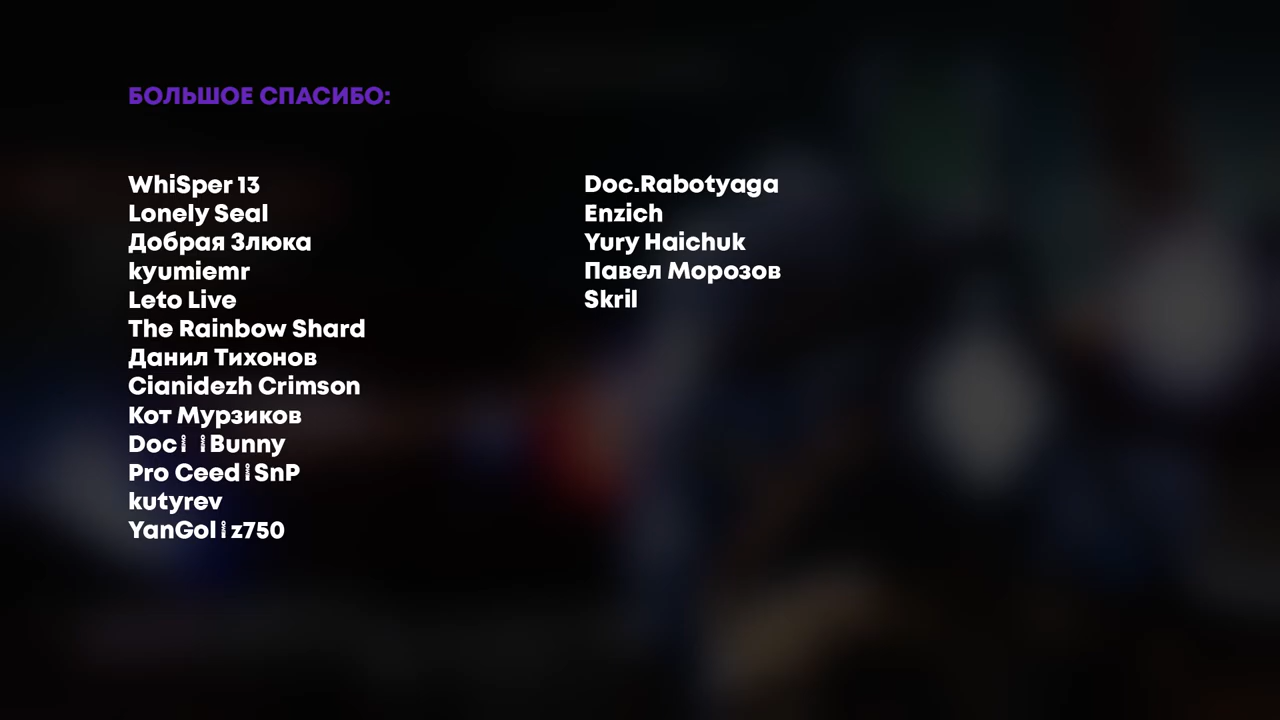 БОЛЬШОЕ СПАСИБО:
WhiSper 13
Lonely Seal
Добрая Злюка
kyumiemr
Leto Live
The Rainbow Shard
Данил Тихонов
Cianidezh Crimson
Кот Мурзиков
Doc Bunny
Pro Ceed SnP
kutyrev
YanGol z750
Doc.Rabotyaga
Enzich
Yury Haichuk
Павел Морозов
Skril